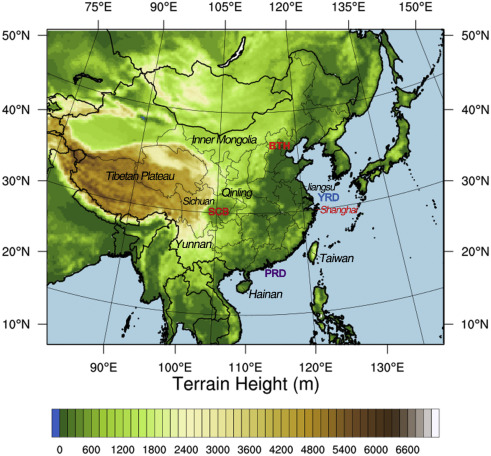 75°E 90°E 105°E 120°E 135°E 150°E
50°N 50°N
40°N 40°N
Inner Mongolia
BTH
30°N 30°N
Tibetan Plateau
Jiangsu
Qinling
YRD
Sichuan
SCB
Shanghai
Yunnan
20°N 20°N
Taiwan
PRD
Hainan
10°N 10°N
90°E 100°E 110°E 120°E 130°E
Terrain Height (m)
0 600 1200 1800 2400 3000 3600 4200 4800 5400 6000 6600